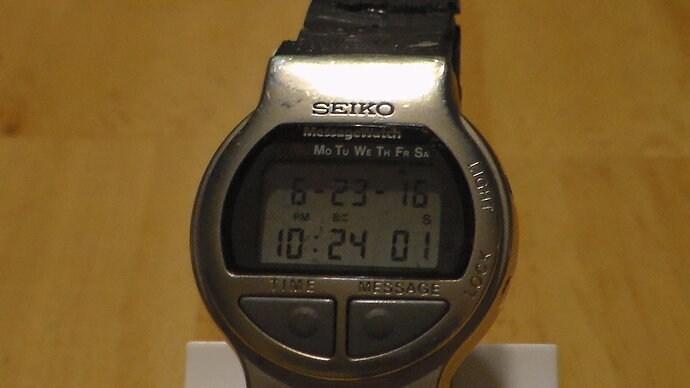 SEIKO
MessageWatch
MO TU WE TH FR SA
6-23-16
PM S
10:24 01
TIME MESSAGE
LIGHT
LOCK